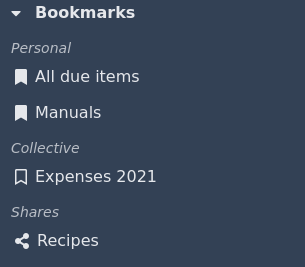 Bookmarks
Personal
All due items
Manuals
Collective
Expenses 2021
Shares
Recipes